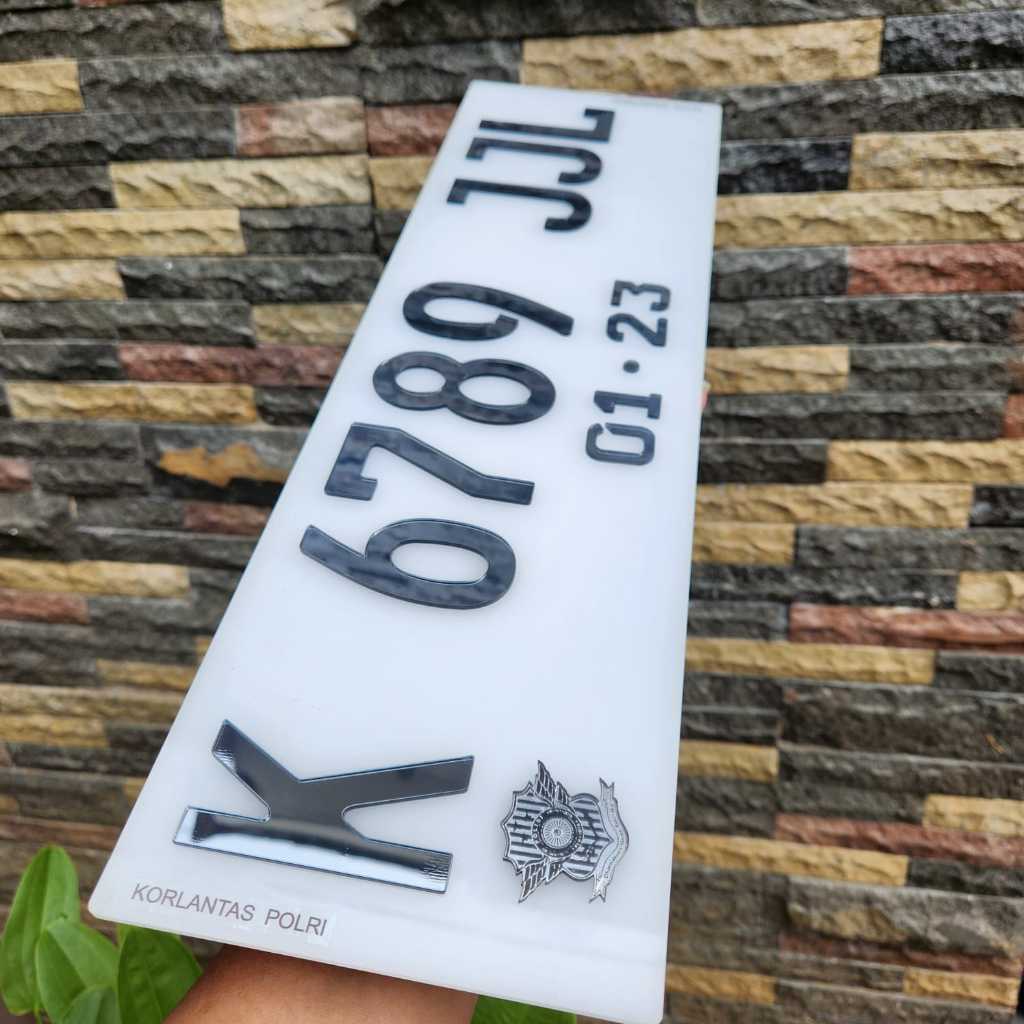 K 6789 JJL
01 • 23
KORLANTAS POLRI